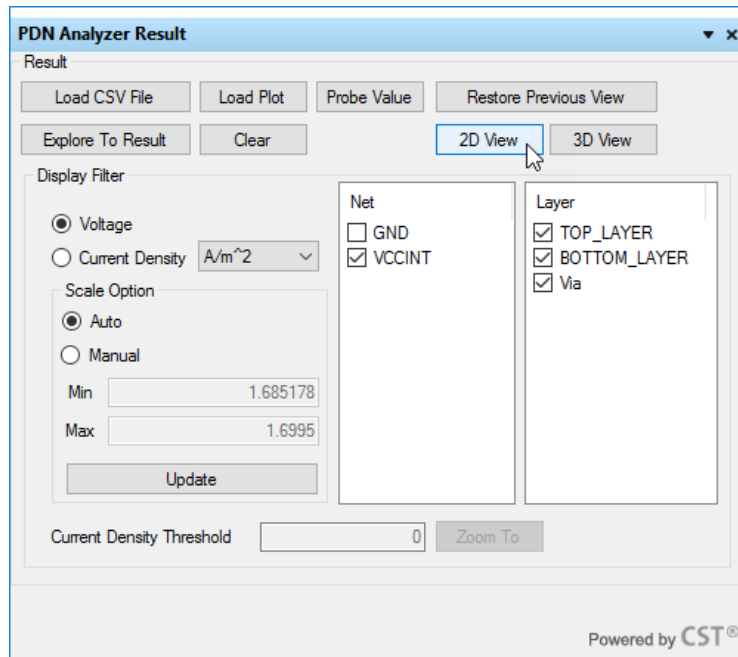 PDN Analyzer Result
Result
Load CSV File Load Plot Probe Value Restore Previous View
Explore To Result Clear 2D View 3D View
Display Filter
Voltage
Current Density A/m^2
Scale Option
Auto
Manual
Min 1.685178
Max 1.6995
Update
Net
GND
VCCINT
Layer
TOP_LAYER
BOTTOM_LAYER
Via
Current Density Threshold 0 Zoom To
Powered by CST®